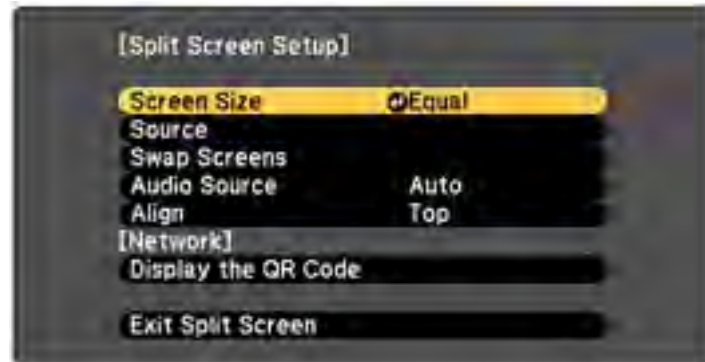 [Split Screen Setup]
Screen Size Equal
Source
Swap Screens
Audio Source Auto
Align Top
[Network]
Display the QR Code
Exit Split Screen